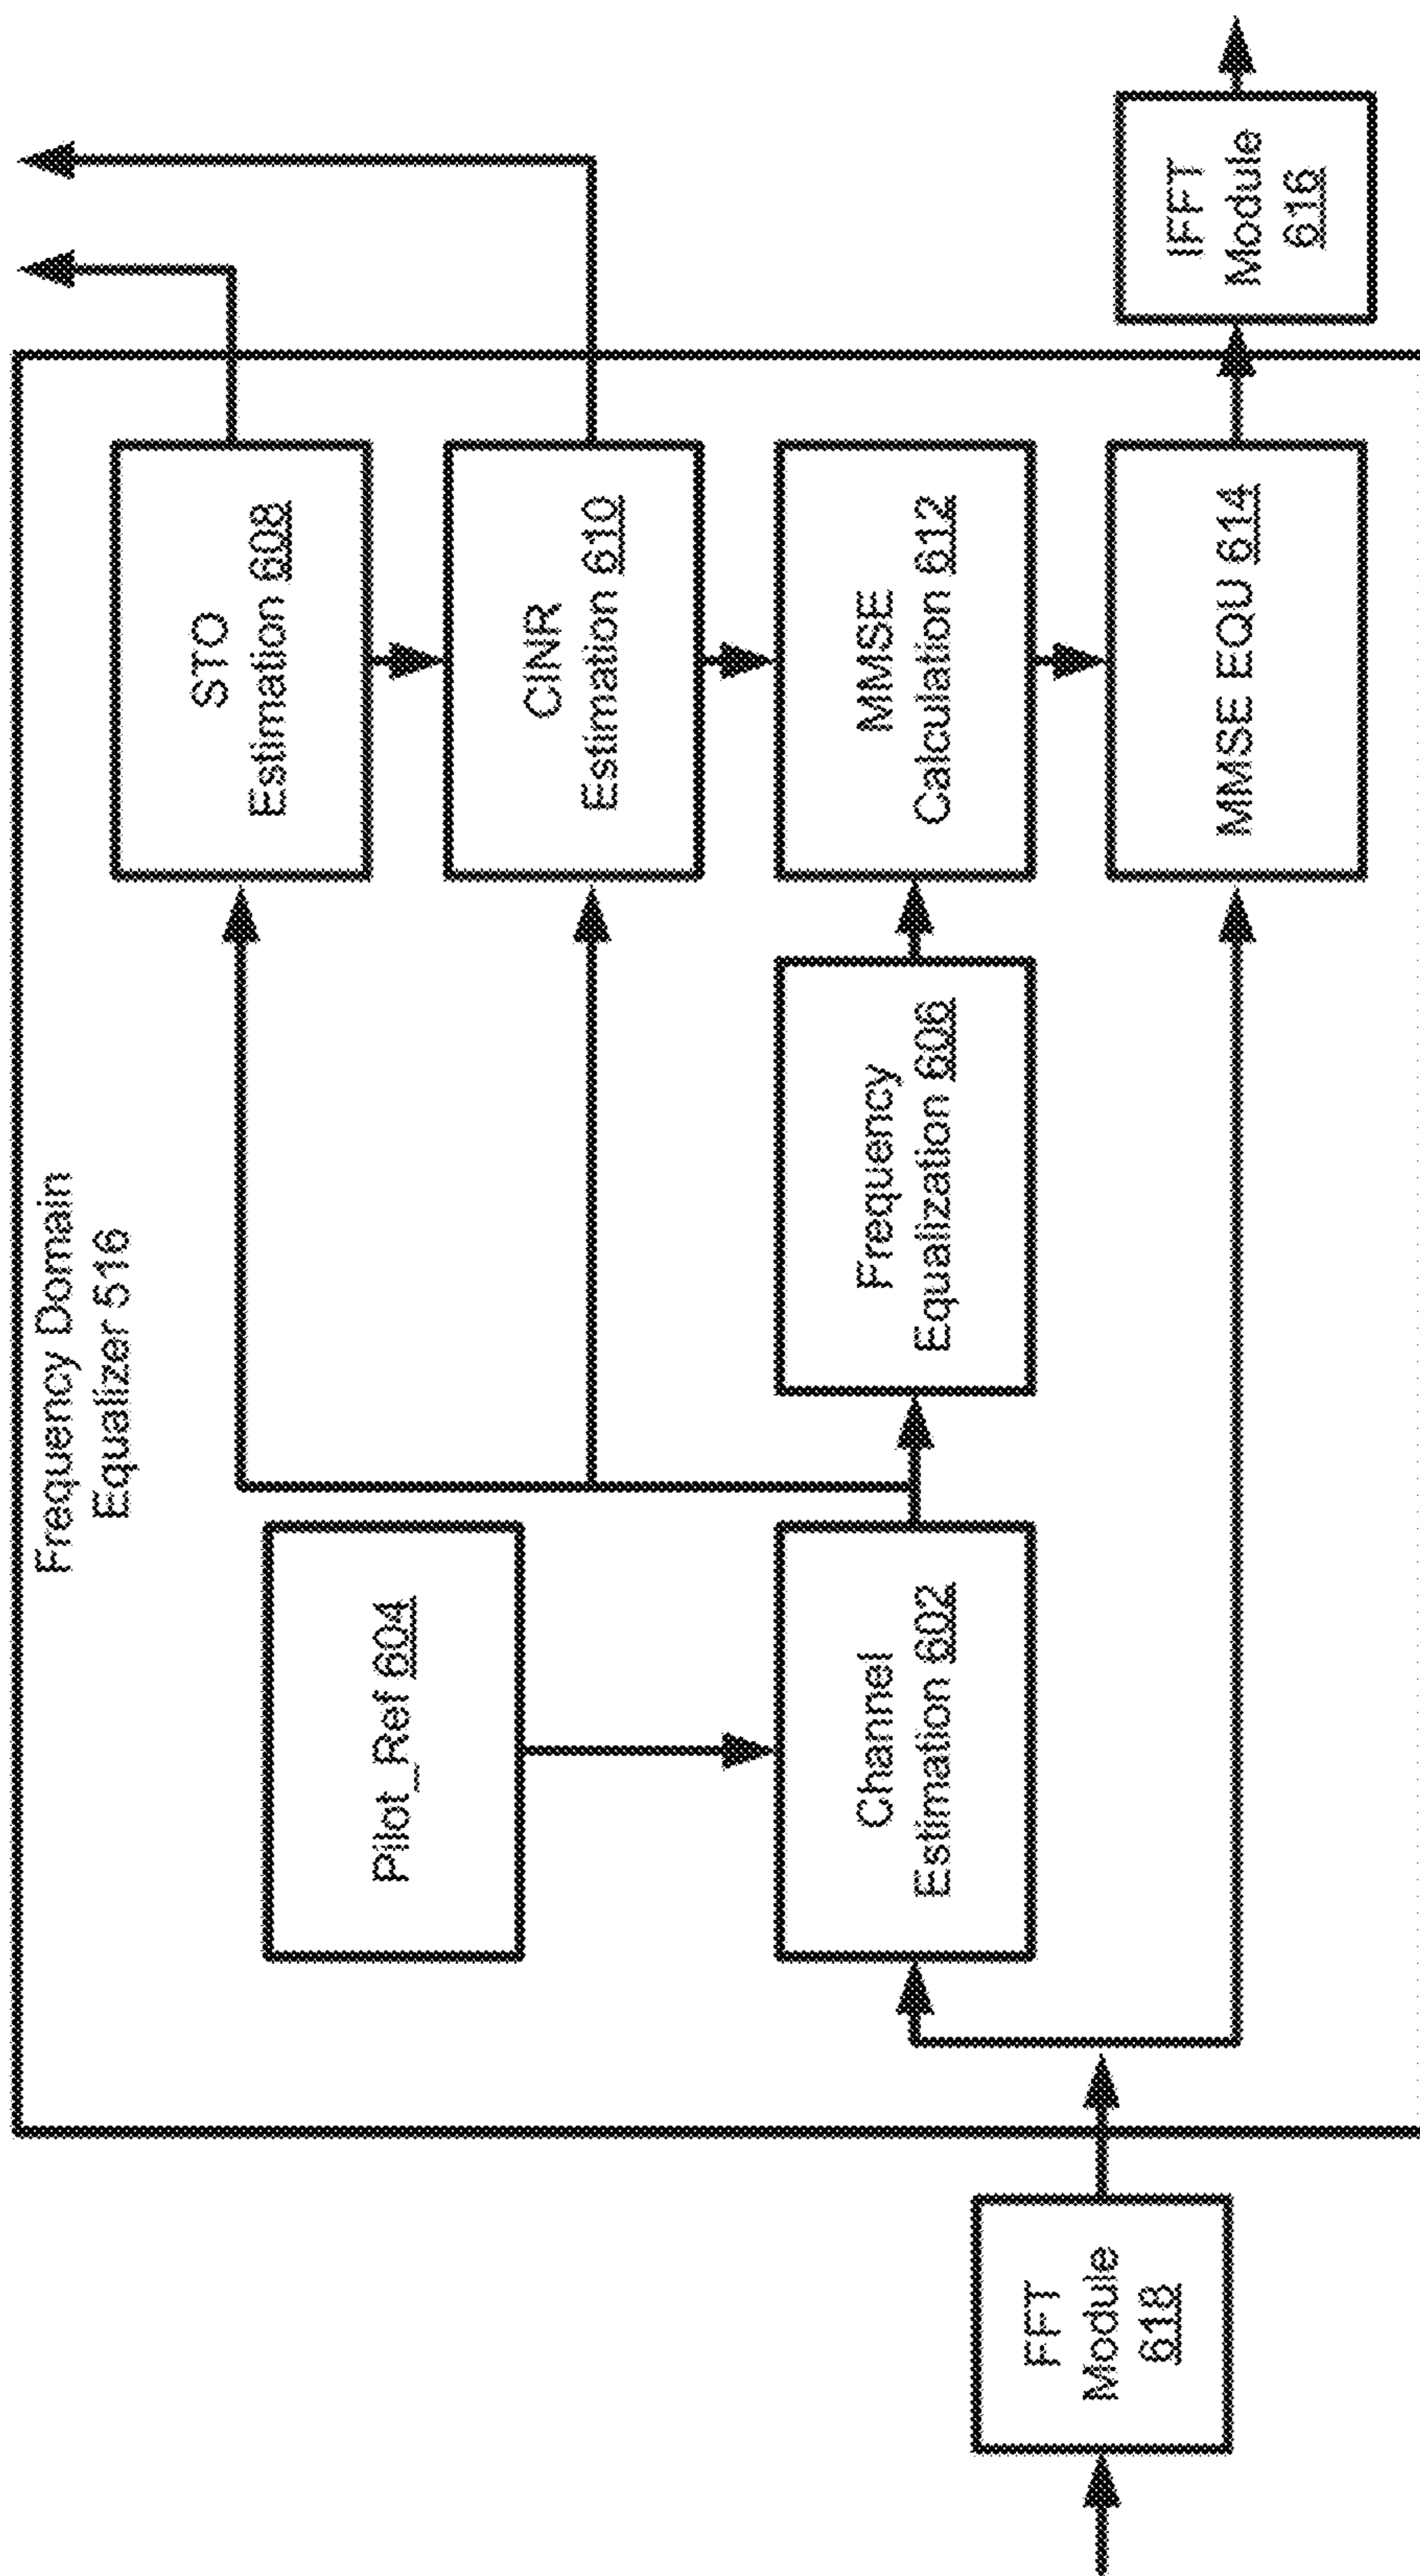 Frequency Domain
Equalizer 516
FFT
Module
618
Pilot_Ref 604
Channel
Estimation 602
Frequency
Equalization 606
STO
Estimation 608
CINR
Estimation 610
MMSE
Calculation 612
MMSE EQU 614
IFFT
Module
616